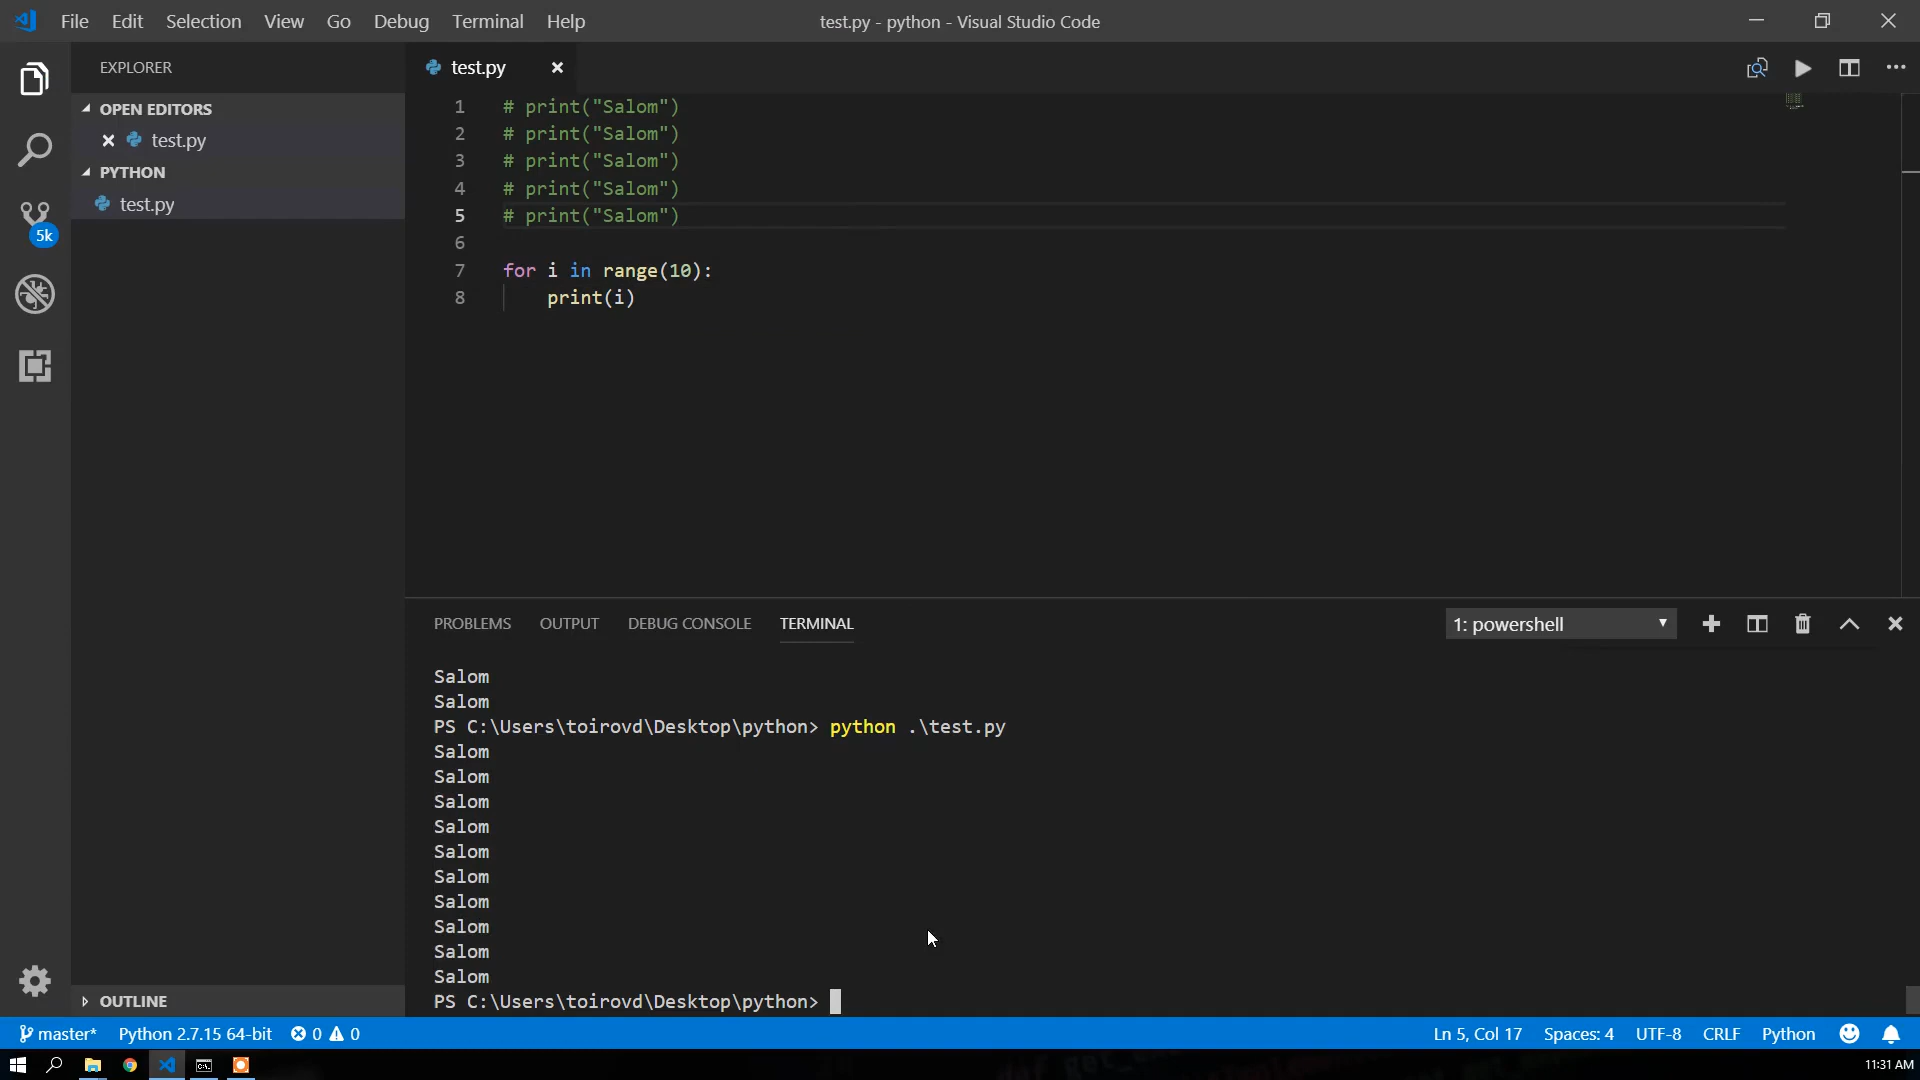 File Edit Selection View Go Debug Terminal Help test.py - python - Visual Studio Code
EXPLORER
OPEN EDITORS
test.py
PYTHON
test.py
5k
OUTLINE
test.py
1 # print("Salom")
2 # print("Salom")
3 # print("Salom")
4 # print("Salom")
5 # print("Salom")
6
7 for i in range(10):
8 print(i)
PROBLEMS OUTPUT DEBUG CONSOLE TERMINAL 1: powershell
Salom
Salom
PS C:\Users\toirovd\Desktop\python> python .\test.py
Salom
Salom
Salom
Salom
Salom
Salom
Salom
Salom
Salom
Salom
PS C:\Users\toirovd\Desktop\python>
master* Python 2.7.15 64-bit 0 0 Ln 5, Col 17 Spaces: 4 UTF-8 CRLF Python
11:31 AM